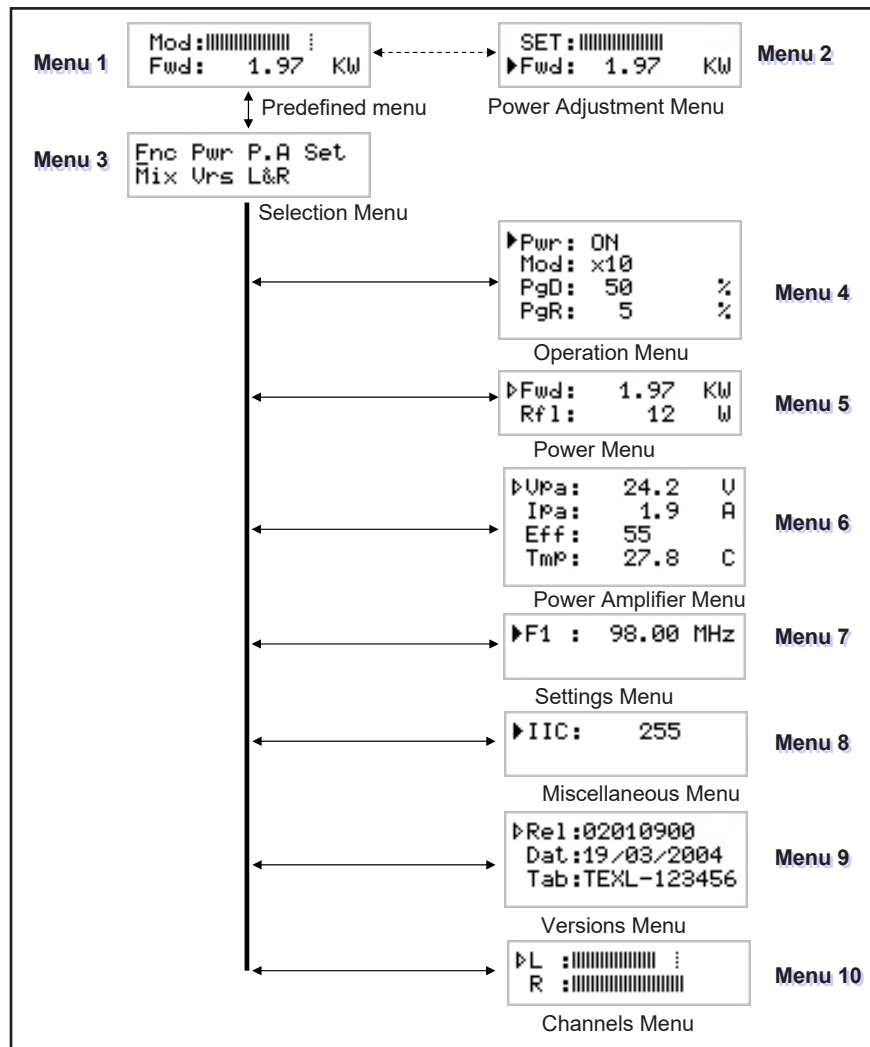 Menu 1
Mod:
Fwd: 1.97 KW
SET:
Fwd: 1.97 KW
Menu 2
Predefined menu
Power Adjustment Menu
Menu 3
Fnc Pwr P.A Set
Mix Vrs L&R
Selection Menu
Pwr: ON
Mod: x10
PgD: 50 %
PgR: 5 %
Menu 4
Operation Menu
Fwd: 1.97 KW
Rfl: 12 W
Menu 5
Power Menu
VPa: 24.2 V
IPa: 1.9 A
Eff: 55
TmP: 27.8 C
Menu 6
Power Amplifier Menu
F1 : 98.00 MHz
Menu 7
Settings Menu
IIC: 255
Menu 8
Miscellaneous Menu
Rel:02010900
Dat:19/03/2004
Tab:TEXL-123456
Menu 9
Versions Menu
L :
R :
Menu 10
Channels Menu